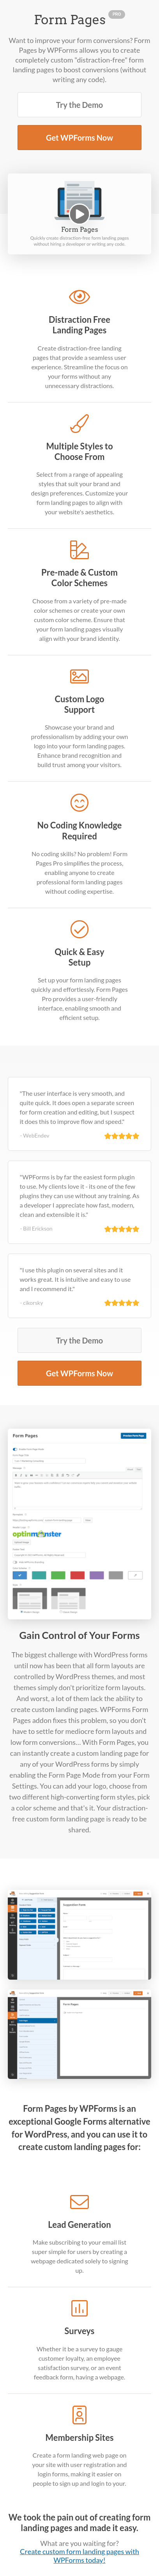 Form Pages PRO
Want to improve your form conversions? Form
Pages by WPForms allows you to create
completely custom "distraction-free" form
landing pages to boost conversions (without
writing any code).
Try the Demo
Get WPForms Now
Form Pages
Quickly create distraction-free form landing pages
without hiring a developer or writing any code.
Distraction Free
Landing Pages
Create distraction-free landing
pages that provide a seamless user
experience. Streamline the focus on
your forms without any
unnecessary distractions.
Multiple Styles to
Choose From
Select from a range of appealing
styles that suit your brand and
design preferences. Customize your
form landing pages to align with
your website's aesthetics.
Pre-made & Custom
Color Schemes
Choose from a variety of pre-made
color schemes or create your own
custom color scheme. Ensure that
your form landing pages visually
align with your brand identity.
Custom Logo
Support
Showcase your brand and
professionalism by adding your own
logo into your form landing pages.
Enhance brand recognition and
build trust among your visitors.
No Coding Knowledge
Required
No coding skills? No problem! Form
Pages Pro simplifies the process,
enabling anyone to create
professional form landing pages
without coding expertise.
Quick & Easy
Setup
Set up your form landing pages
quickly and effortlessly. Form Pages
Pro provides a user-friendly
interface, enabling smooth and
efficient setup.
"The user interface is very smooth, and
quite quick. It does open a separate screen
for form creation and editing, but I suspect
it does this to improve flow and speed."
- WebEndev
"WPForms is by far the easiest form plugin
to use. My clients love it - its one of the few
plugins they can use without any training. As
a developer I appreciate how fast, modern,
clean and extensible it is."
- Bill Erickson
"I use this plugin on several sites and it
works great. It is intuitive and easy to use
and I recommend it."
- cikorsky
Try the Demo
Get WPForms Now
Form Pages
optinmonster
Gain Control of Your Forms
The biggest challenge with WordPress forms
until now has been that all form layouts are
controlled by WordPress themes, and most
themes simply don't prioritize form layouts.
And worst, a lot of them lack the ability to
create custom landing pages. WPForms Form
Pages addon fixes this problem, so you don't
have to settle for mediocre form layouts and
low form conversions... With Form Pages, you
can instantly create a custom landing page for
any of your WordPress forms by simply
enabling the Form Page Mode from your Form
Settings. You can add your logo, choose from
two different high-converting form styles, pick
a color scheme and that's it. Your distraction-
free custom form landing page is ready to be
shared.
Form Pages by WPForms is an
exceptional Google Forms alternative
for WordPress, and you can use it to
create custom landing pages for:
Lead Generation
Make subscribing to your email list
super simple for users by creating a
webpage dedicated solely to signing
up.
Surveys
Whether it be a survey to gauge
customer loyalty, an employee
satisfaction survey, or an event
feedback form, having a webpage.
Membership Sites
Create a form landing web page on
your site with user registration and
login forms, making it easier on
people to sign up and login to your.
We took the pain out of creating form
landing pages and made it easy.
What are you waiting for?
Create custom form landing pages with
WPForms today!